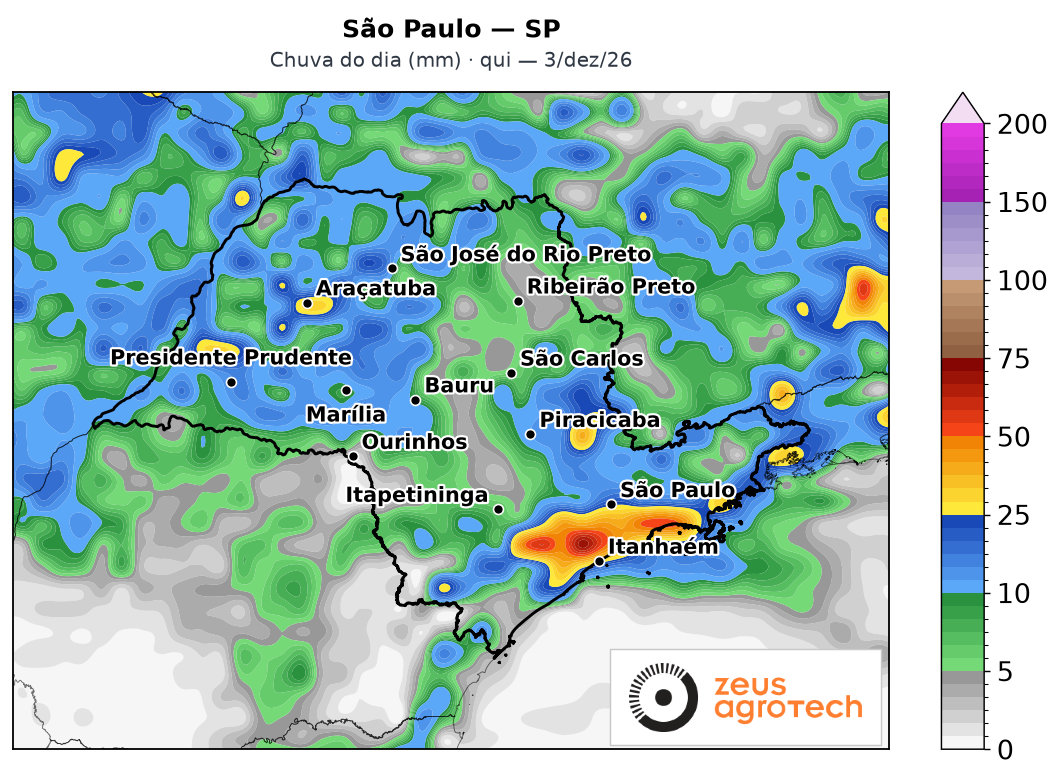 São Paulo — SP
Chuva do dia (mm) · qui — 3/dez/26
São José do Rio Preto
Araçatuba
Ribeirão Preto
Presidente Prudente
São Carlos
Bauru
Marília
Piracicaba
Ourinhos
Itapetininga
São Paulo
Itanhaém
200
150
100
75
50
25
10
5
0
zeus
agrotech